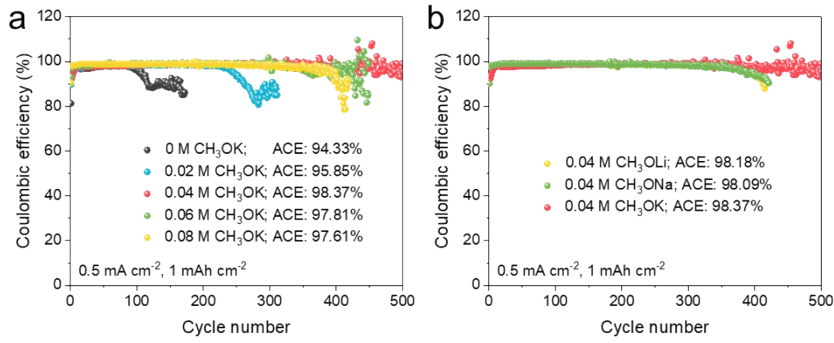 a
Coulombic efficiency (%)
120
100
80
60
40
20
0
0 M CH₃OK; ACE: 94.33%
0.02 M CH₃OK; ACE: 95.85%
0.04 M CH₃OK; ACE: 98.37%
0.06 M CH₃OK; ACE: 97.81%
0.08 M CH₃OK; ACE: 97.61%
0.5 mA cm⁻², 1 mAh cm⁻²
0 100 200 300 400 500
Cycle number
b
Coulombic efficiency (%)
120
100
80
60
40
20
0
0.04 M CH₃OLi; ACE: 98.18%
0.04 M CH₃ONa; ACE: 98.09%
0.04 M CH₃OK; ACE: 98.37%
0.5 mA cm⁻², 1 mAh cm⁻²
0 100 200 300 400 500
Cycle number